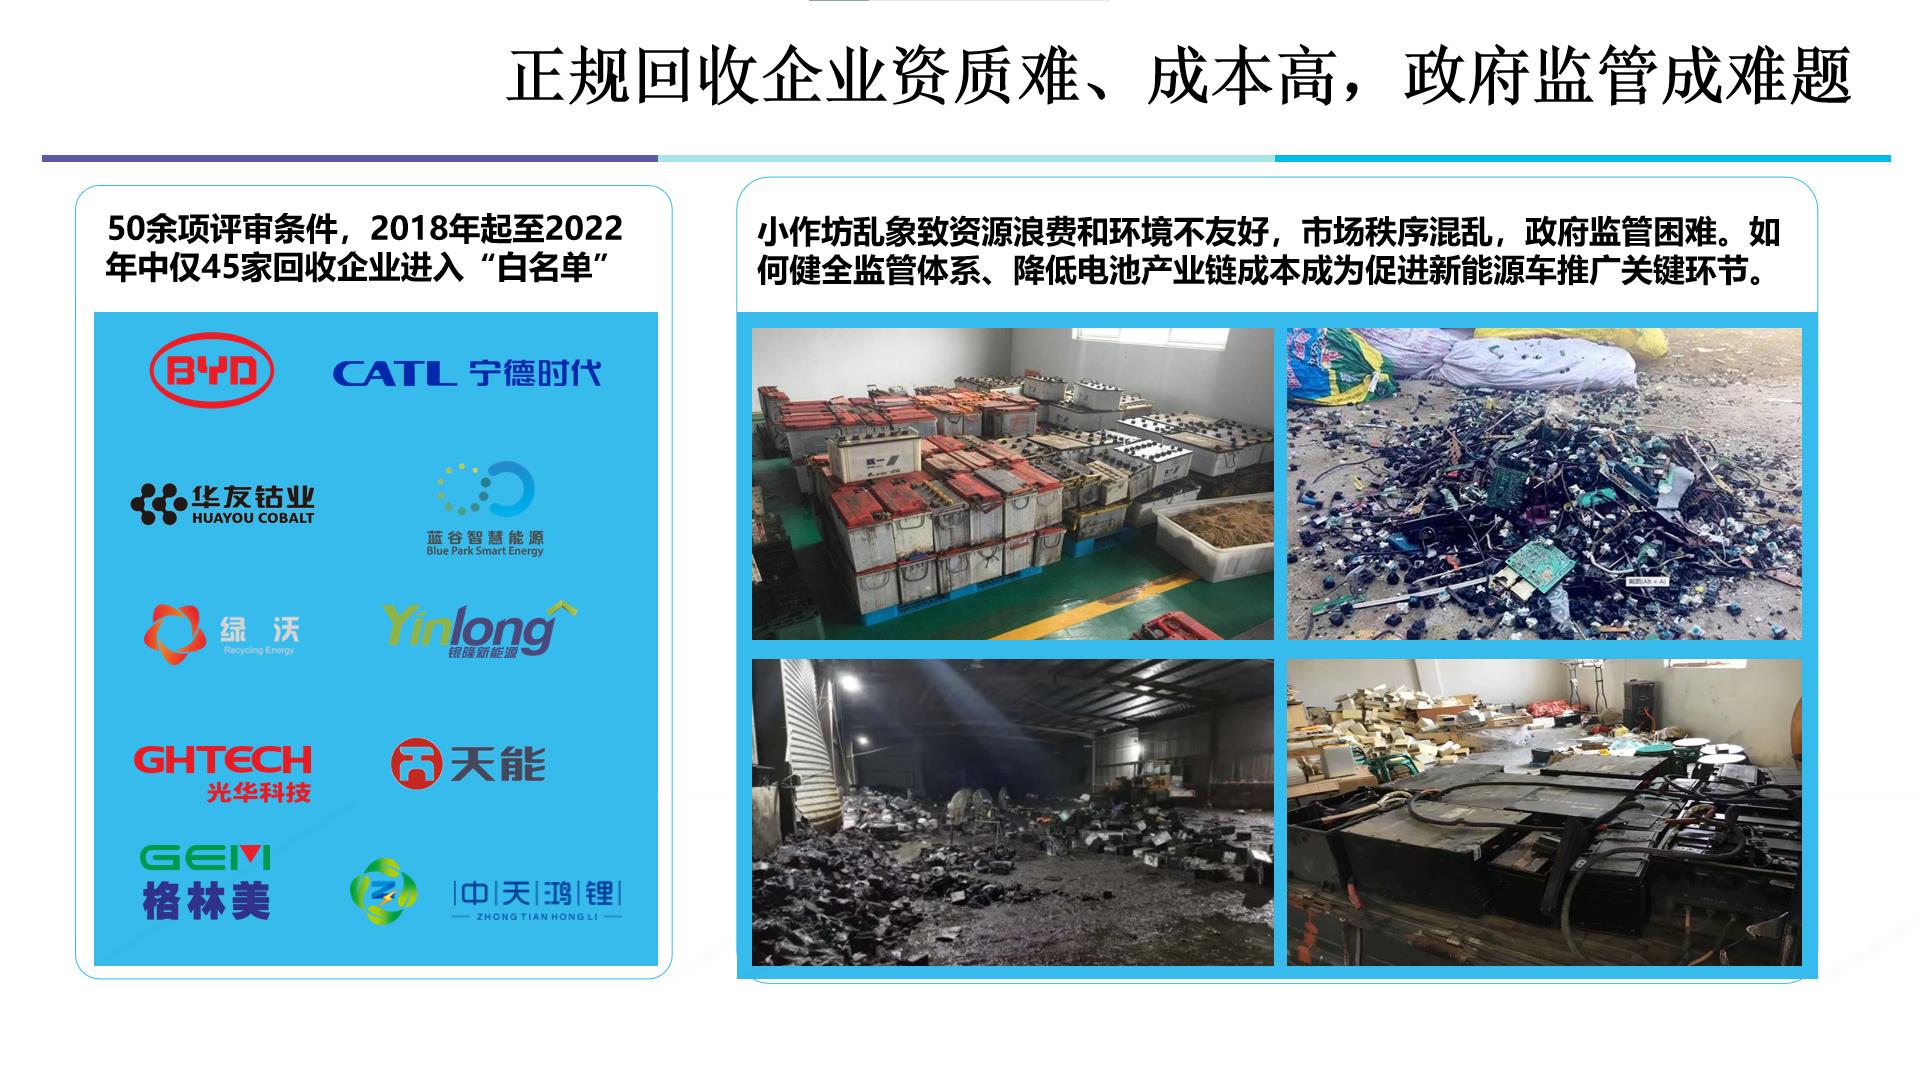 正规回收企业资质难、成本高，政府监管成难题
50余项评审条件，2018年起至2022
年中仅45家回收企业进入“白名单”
BYD
CATL 宁德时代
华友钴业
HUAYOU COBALT
蓝谷智慧能源
Blue Park Smart Energy
绿 沃
Recycling Energy
Yinlong
银隆新能源
GHTECH
光华科技
天能
GEM
格林美
中天鸿锂
ZHONG TIAN HONG LI
小作坊乱象致资源浪费和环境不友好，市场秩序混乱，政府监管困难。如
何健全监管体系、降低电池产业链成本成为促进新能源车推广关键环节。
截图(Alt + A)